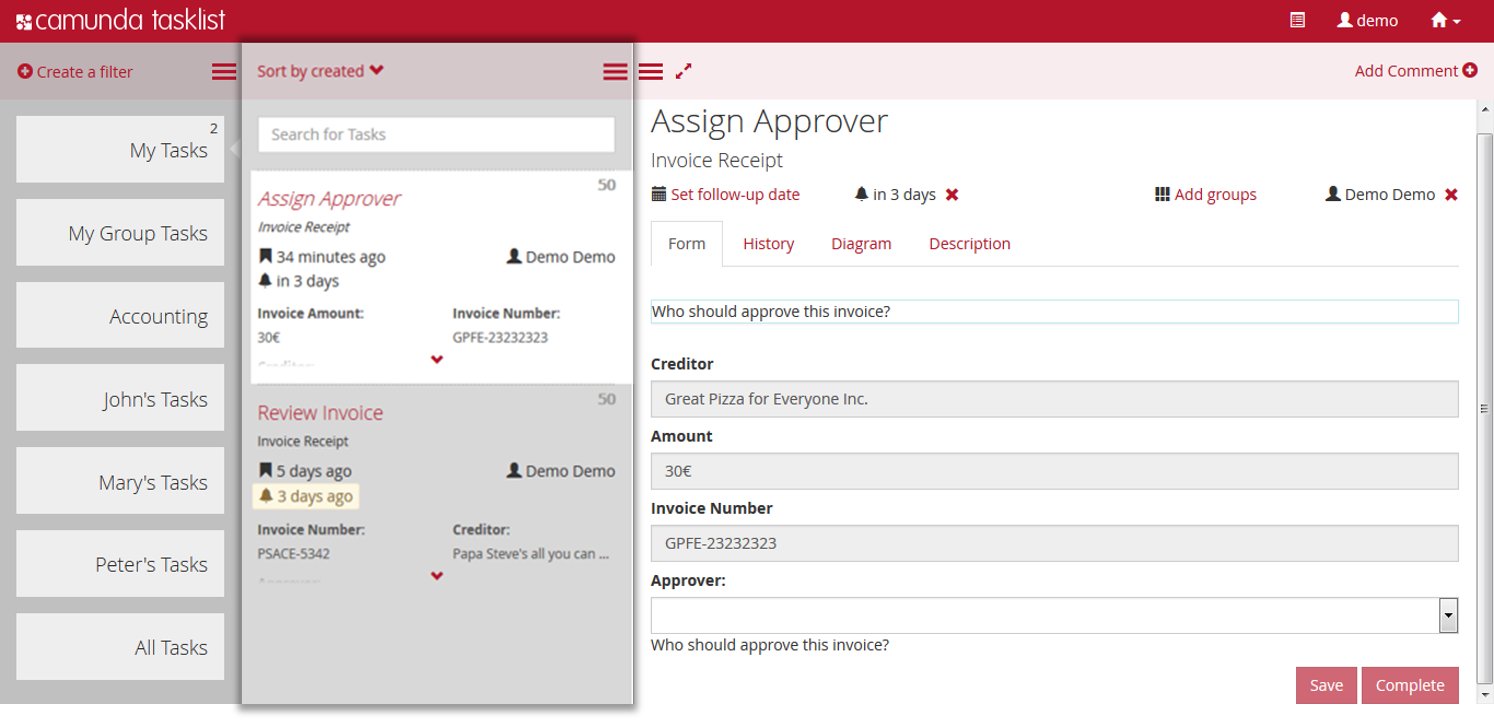 camunda tasklist
demo
Create a filter
Sort by created
Add Comment
2
My Tasks
My Group Tasks
Accounting
John's Tasks
Mary's Tasks
Peter's Tasks
All Tasks
Search for Tasks
50
Assign Approver
Invoice Receipt
34 minutes ago
Demo Demo
in 3 days
Invoice Amount:
Invoice Number:
30€
GPFE-23232323
50
Review Invoice
Invoice Receipt
5 days ago
Demo Demo
3 days ago
Invoice Number:
Creditor:
PSACE-5342
Papa Steve's all you can ...
Assign Approver
Invoice Receipt
Set follow-up date
in 3 days
Add groups
Demo Demo
Form
History
Diagram
Description
Who should approve this invoice?
Creditor
Great Pizza for Everyone Inc.
Amount
30€
Invoice Number
GPFE-23232323
Approver:
Who should approve this invoice?
Save
Complete